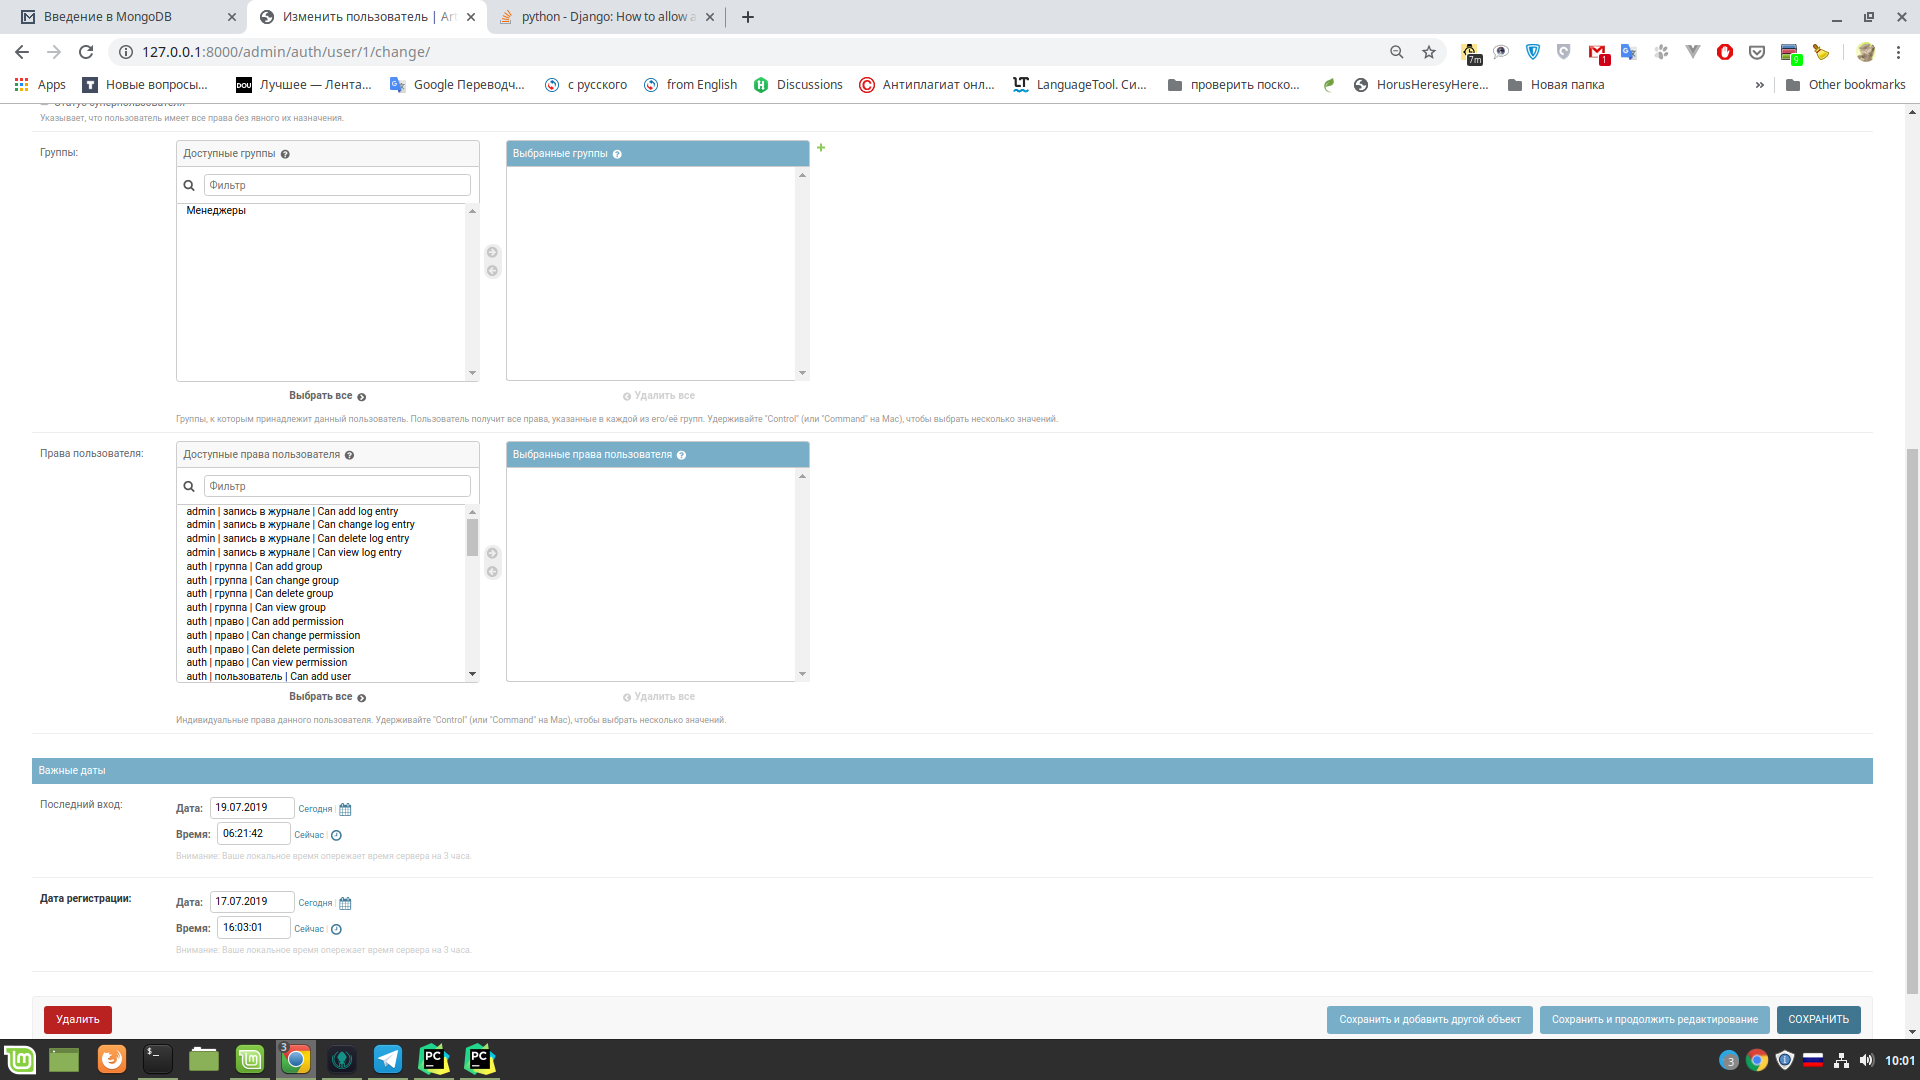 Введение в MongoDB
Изменить пользователь | Ar
python - Django: How to allow a
127.0.0.1:8000/admin/auth/user/1/change/
7m
1
9
Apps
Новые вопросы...
DOU
Лучшее — Лента...
Google Переводч...
с русского
from English
Discussions
Антиплагиат онл...
LT
LanguageTool. Си...
проверить поско...
HorusHeresyHere...
Новая папка
»
Other bookmarks
Статус суперпользователя
Указывает, что пользователь имеет все права без явного их назначения.
Группы:
Доступные группы
Выбранные группы
Фильтр
Менеджеры
Выбрать все
Удалить все
Группы, к которым принадлежит данный пользователь. Пользователь получит все права, указанные в каждой из его/её групп. Удерживайте "Control" (или "Command" на Mac), чтобы выбрать несколько значений.
Права пользователя:
Доступные права пользователя
Выбранные права пользователя
Фильтр
admin | запись в журнале | Can add log entry
admin | запись в журнале | Can change log entry
admin | запись в журнале | Can delete log entry
admin | запись в журнале | Can view log entry
auth | группа | Can add group
auth | группа | Can change group
auth | группа | Can delete group
auth | группа | Can view group
auth | право | Can add permission
auth | право | Can change permission
auth | право | Can delete permission
auth | право | Can view permission
auth | пользователь | Can add user
Выбрать все
Удалить все
Индивидуальные права данного пользователя. Удерживайте "Control" (или "Command" на Mac), чтобы выбрать несколько значений.
Важные даты
Последний вход:
Дата: 19.07.2019 Сегодня |
Время: 06:21:42 Сейчас |
Внимание: Ваше локальное время опережает время сервера на 3 часа.
Дата регистрации:
Дата: 17.07.2019 Сегодня |
Время: 16:03:01 Сейчас |
Внимание: Ваше локальное время опережает время сервера на 3 часа.
Удалить
Сохранить и добавить другой объект
Сохранить и продолжить редактирование
СОХРАНИТЬ
$_
3
PC
PC
3
10:01